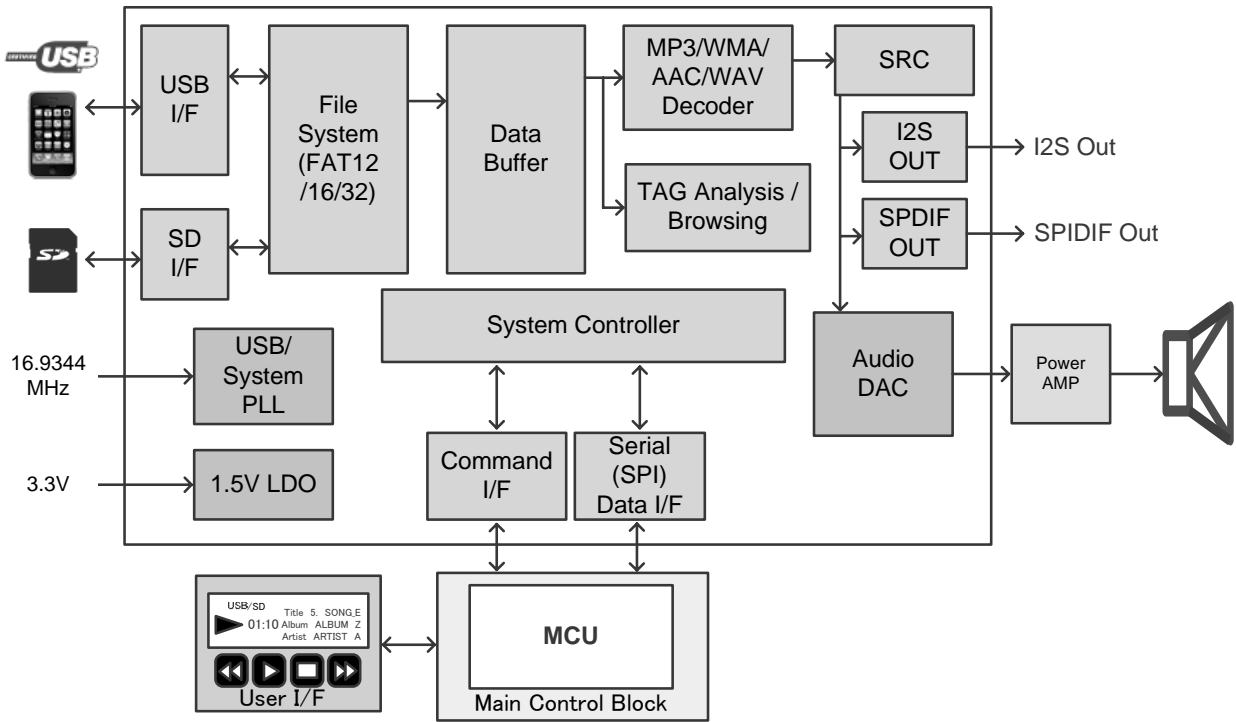 USB
USB
I/F
File
System
(FAT12
/16/32)
Data
Buffer
MP3/WMA/
AAC/WAV
Decoder
SRC
I2S
OUT
I2S Out
TAG Analysis /
Browsing
SPDIF
OUT
SPIDIF Out
SD
I/F
System Controller
16.9344
MHz
USB/
System
PLL
Audio
DAC
Power
AMP
3.3V
1.5V LDO
Command
I/F
Serial
(SPI)
Data I/F
USB/SD
Title 5. SONG_E
01:10 Album ALBUM Z
Artist ARTIST A
User I/F
MCU
Main Control Block